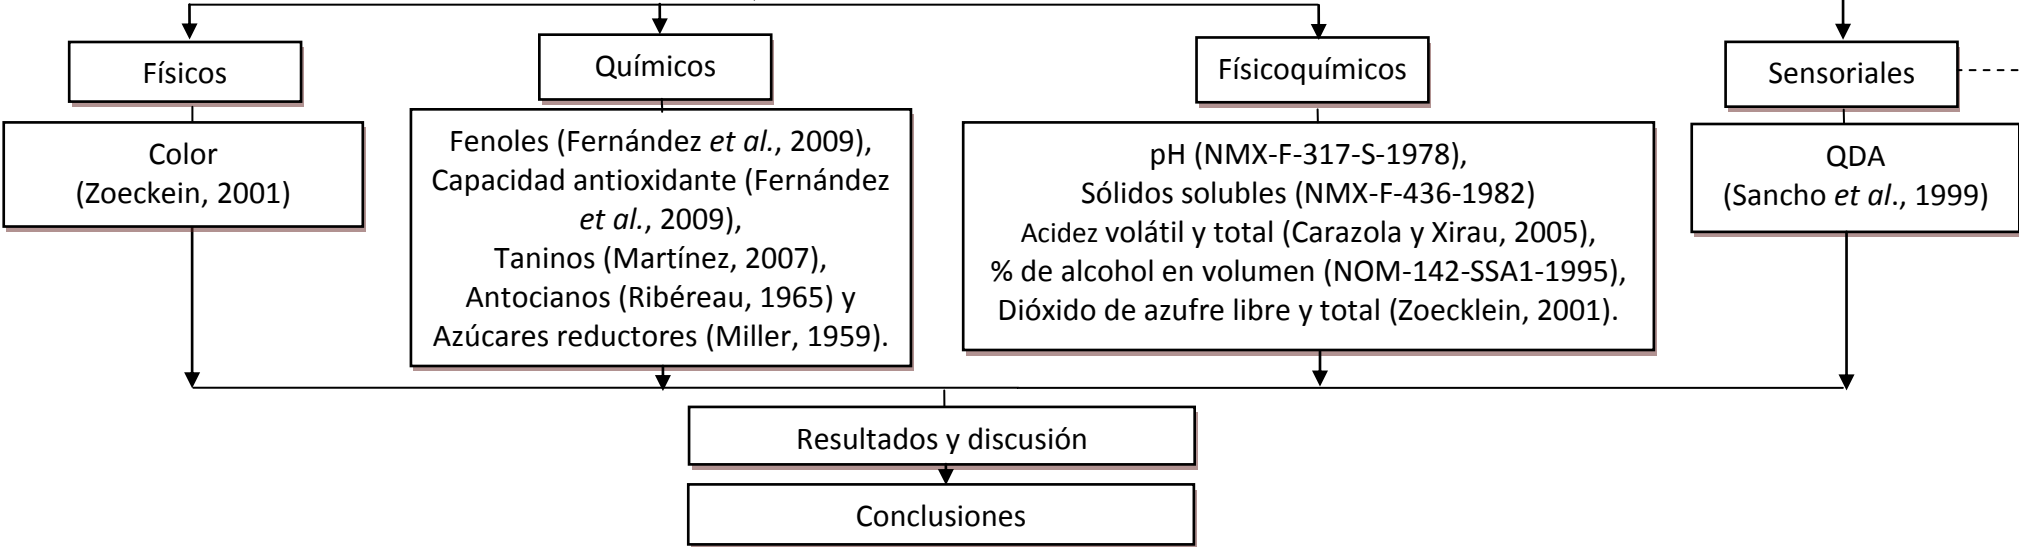 Físicos
Químicos
Físicoquímicos
Sensoriales
Color
(Zoeckein, 2001)
Fenoles (Fernández et al., 2009),
Capacidad antioxidante (Fernández
et al., 2009),
Taninos (Martínez, 2007),
Antocianos (Ribéreau, 1965) y
Azúcares reductores (Miller, 1959).
pH (NMX-F-317-S-1978),
Sólidos solubles (NMX-F-436-1982)
Acidez volátil y total (Carazola y Xirau, 2005),
% de alcohol en volumen (NOM-142-SSA1-1995),
Dióxido de azufre libre y total (Zoecklein, 2001).
QDA
(Sancho et al., 1999)
Resultados y discusión
Conclusiones